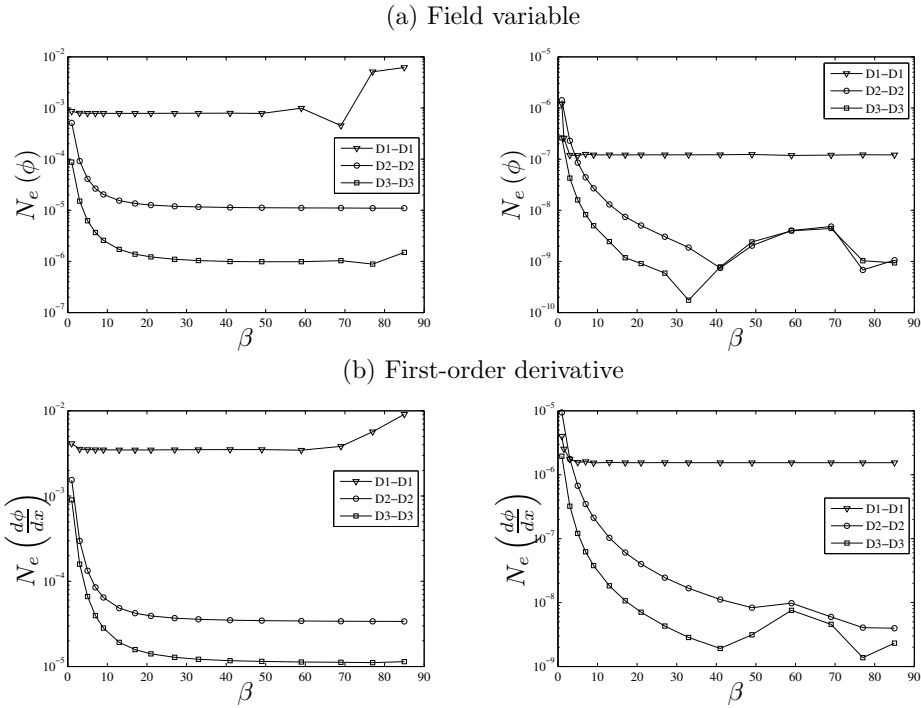 (a) Field variable
10⁻²
10⁻³
10⁻⁴
10⁻⁵
10⁻⁶
10⁻⁷
Nₑ (ϕ)
D1−D1
D2−D2
D3−D3
0 10 20 30 40 50 60 70 80 90
β
10⁻⁵
10⁻⁶
10⁻⁷
10⁻⁸
10⁻⁹
10⁻¹⁰
Nₑ (ϕ)
D1−D1
D2−D2
D3−D3
0 10 20 30 40 50 60 70 80 90
β
(b) First-order derivative
10⁻²
10⁻³
10⁻⁴
10⁻⁵
Nₑ (dϕ/dx)
D1−D1
D2−D2
D3−D3
0 10 20 30 40 50 60 70 80 90
β
10⁻⁵
10⁻⁶
10⁻⁷
10⁻⁸
10⁻⁹
Nₑ (dϕ/dx)
D1−D1
D2−D2
D3−D3
0 10 20 30 40 50 60 70 80 90
β